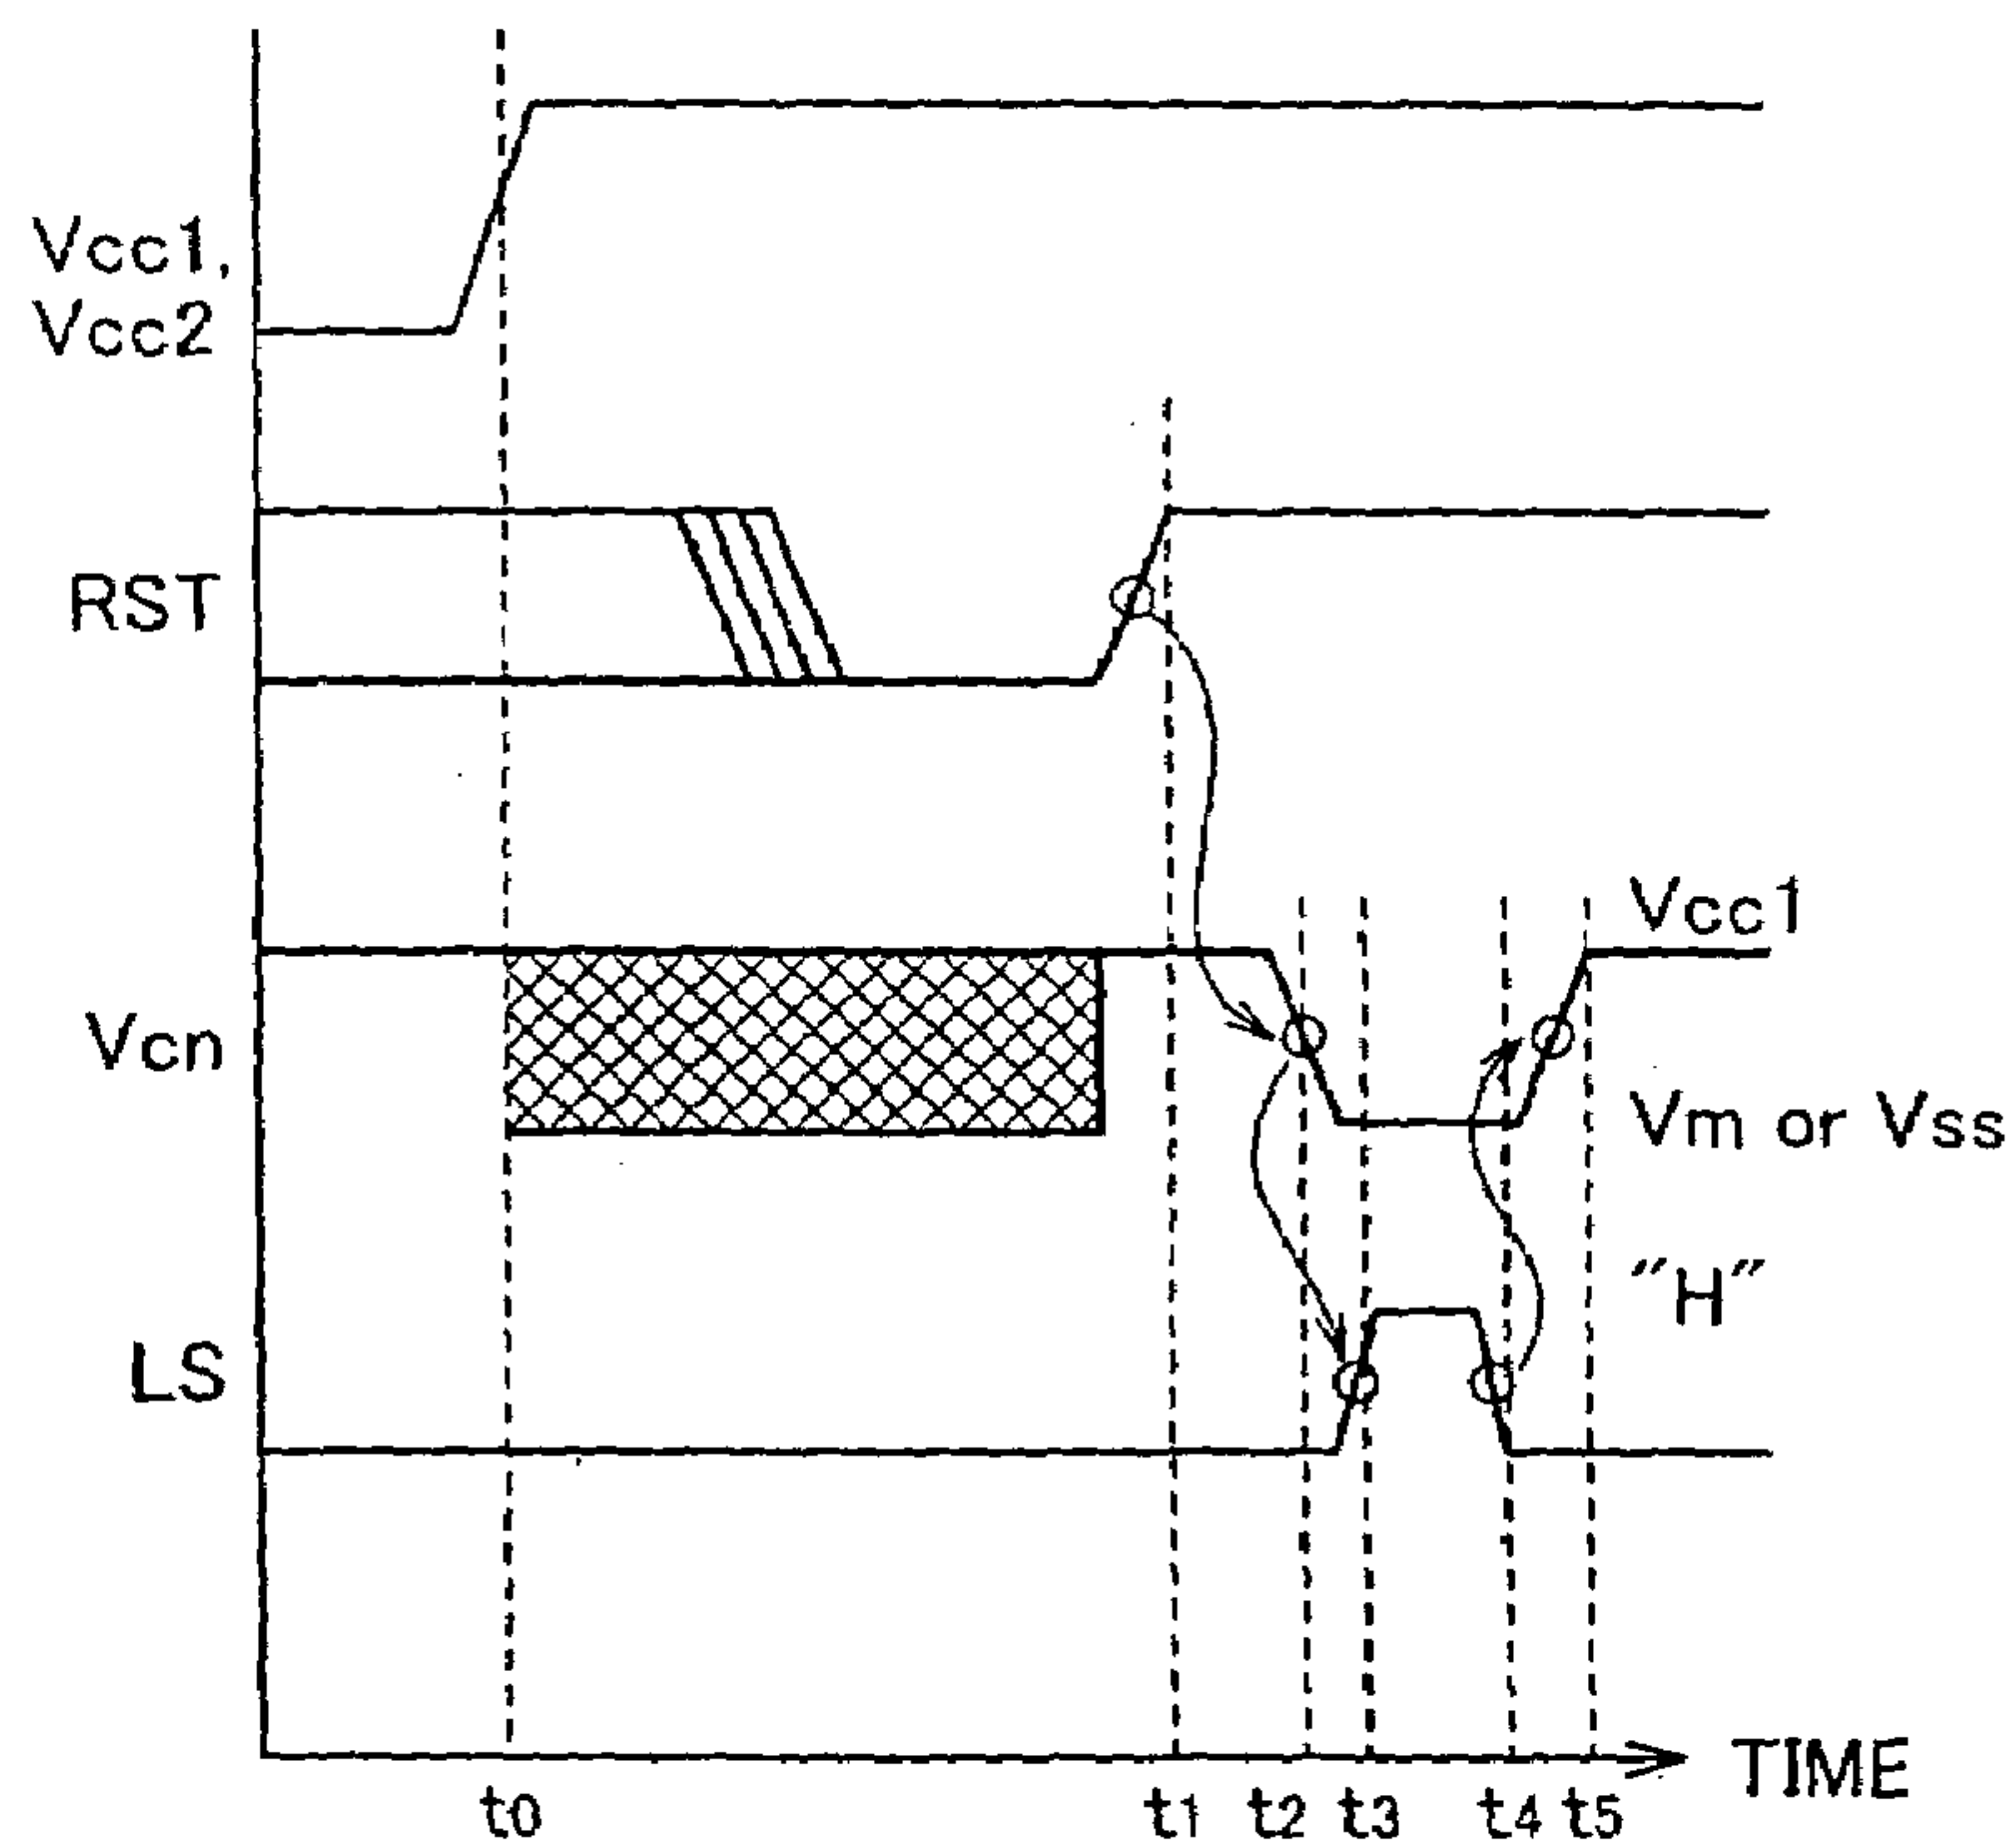 Vcc1,
Vcc2
RST
Vcc1
Vcn
Vm or Vss
"H"
LS
TIME
t0 t1 t2 t3 t4 t5